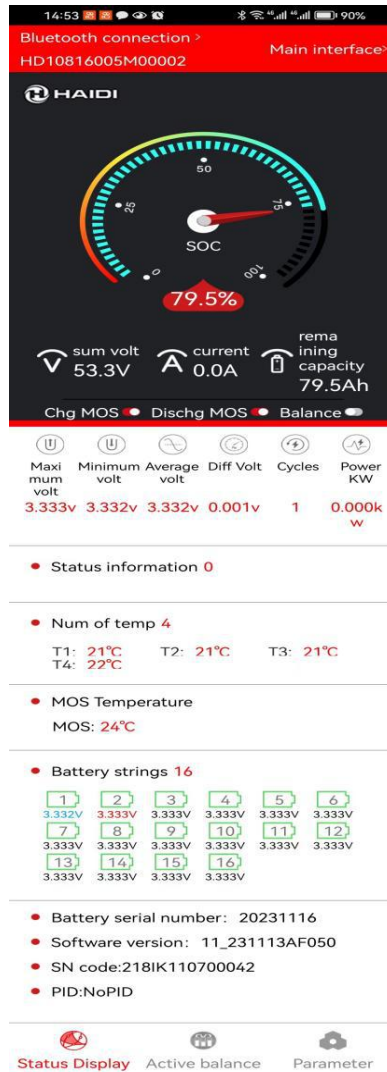 14:53 90%
Bluetooth connection >
Main interface>
HD10816005M00002
HAIDI
50
25
75
0
100
SOC
79.5%
sum volt
53.3V
current
0.0A
rema
ining
capacity
79.5Ah
Chg MOS Dischg MOS Balance
Maxi
mum
volt
Minimum
volt
Average
volt
Diff Volt
Cycles
Power
KW
3.333v 3.332v 3.332v 0.001v 1 0.000k
w
Status information 0
Num of temp 4
T1: 21℃ T2: 21℃ T3: 21℃
T4: 22℃
MOS Temperature
MOS: 24℃
Battery strings 16
1 2 3 4 5 6
3.332V 3.333V 3.333V 3.333V 3.333V 3.333V
7 8 9 10 11 12
3.333V 3.333V 3.333V 3.333V 3.333V 3.333V
13 14 15 16
3.333V 3.333V 3.333V 3.333V
Battery serial number: 20231116
Software version: 11_231113AF050
SN code:218IK110700042
PID:NoPID
Status Display Active balance Parameter